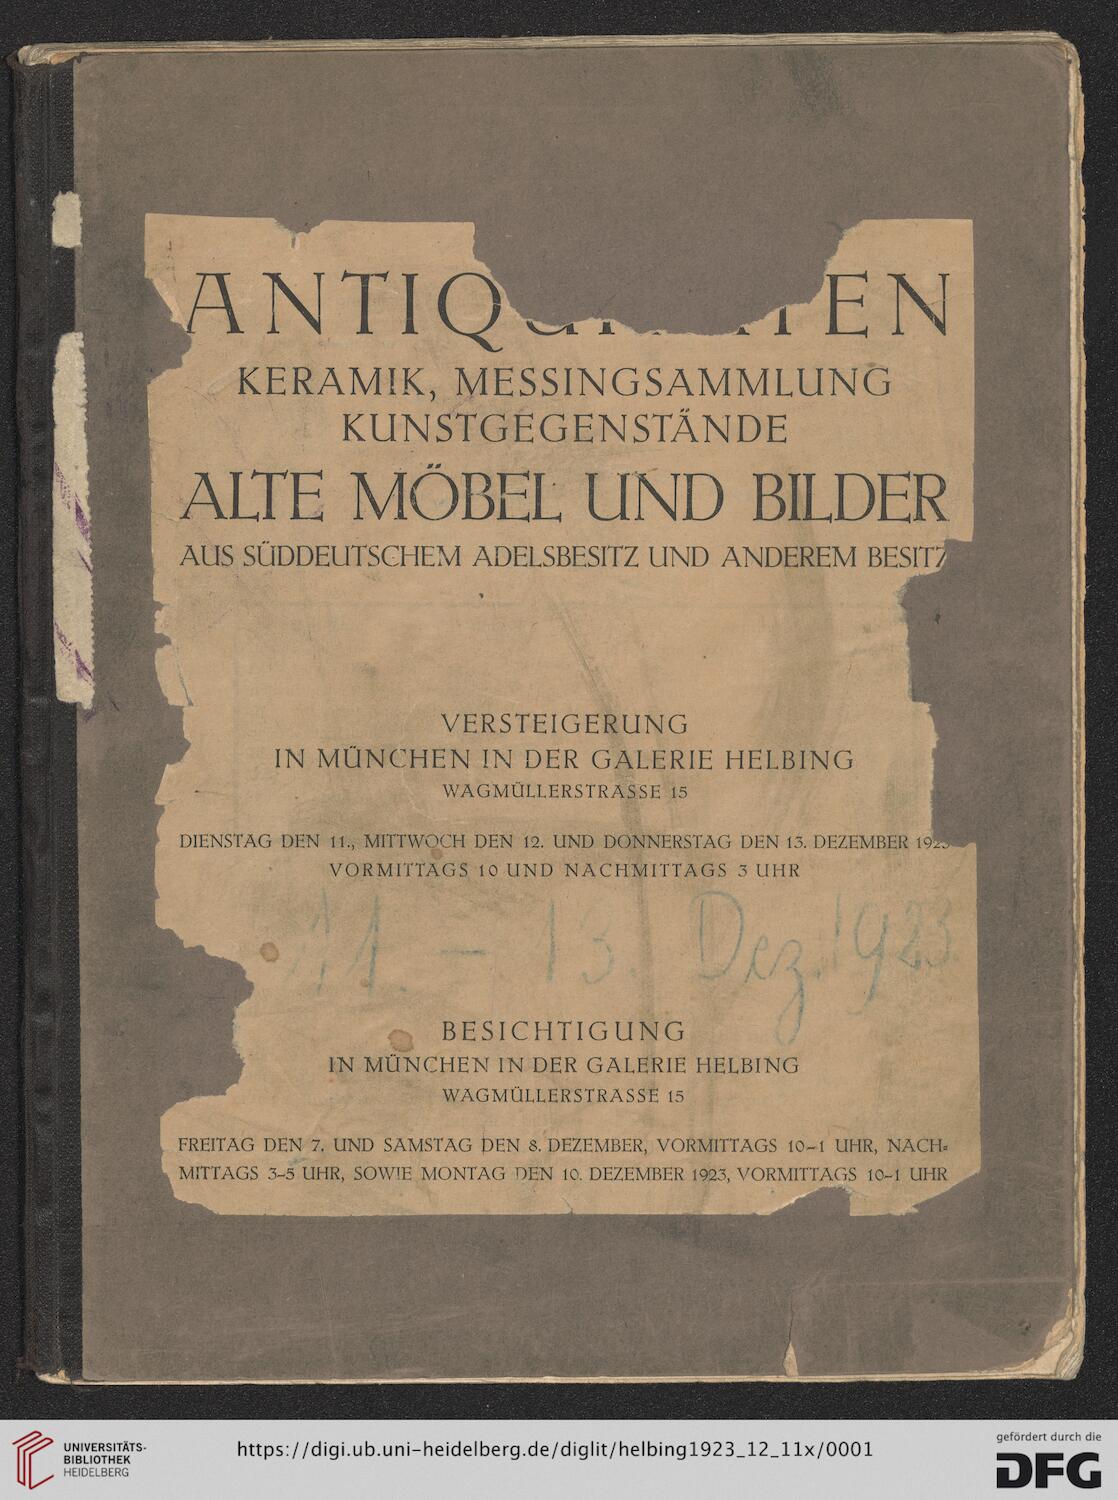 KERAMIK, MESSINGSAMMLUNG
KUNSTGEGENSTÄNDE
ALTE MÖBEL UND BILDER
AUS SÜDDEUTSCHEM ADELSBESITZ UND ANDEREM BESITZ
VERSTEIGERUNG
IN MÜNCHEN IN DER GALERIE HELBING
WAGMÜLLERSTRASSE 15
DIENSTAG DEN 11., MITTWOCH DEN 12. UND DONNERSTAG DEN 13. DEZEMBER 1923
VORMITTAGS 10 UND NACHMITTAGS 3 UHR
11. – 13. Dez. 1923.
BESICHTIGUNG
IN MÜNCHEN IN DER GALERIE HELBING
WAGMÜLLERSTRASSE 15
FREITAG DEN 7. UND SAMSTAG DEN 8. DEZEMBER, VORMITTAGS 10–1 UHR, NACH=
MITTAGS 3–5 UHR, SOWIE MONTAG DEN 10. DEZEMBER 1923, VORMITTAGS 10–1 UHR
UNIVERSITÄTS-
BIBLIOTHEK
HEIDELBERG
https://digi.ub.uni-heidelberg.de/diglit/helbing1923_12_11x/0001
gefördert durch die
DFG